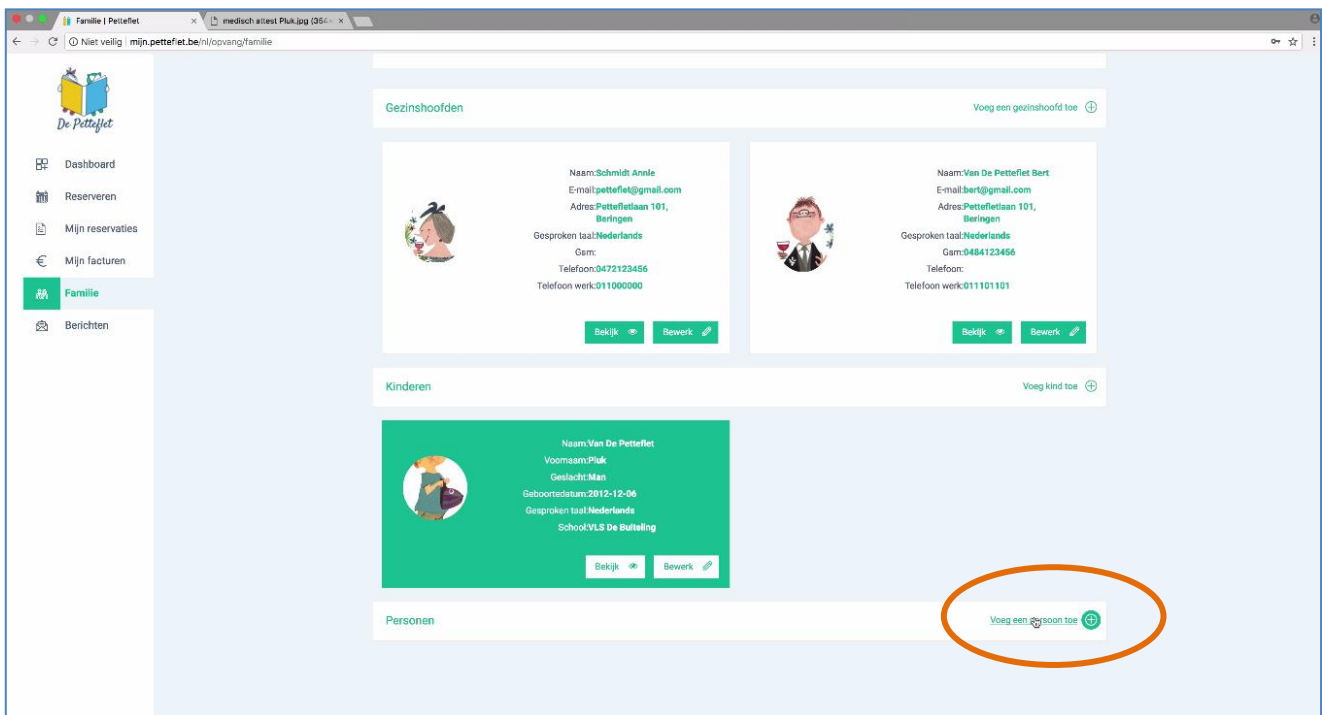 Familie | Petteflet
medisch attest Pluk.jpg (364×
Niet veilig | mijn.petteflet.be/nl/opvang/familie
De Petteflet
Dashboard
Reserveren
Mijn reservaties
€ Mijn facturen
Familie
Berichten
Gezinshoofden
Voeg een gezinshoofd toe
Naam:Schmidt Annie
E-mail:petteflet@gmail.com
Adres:Pettefletlaan 101,
Beringen
Gesproken taal:Nederlands
Gsm:
Telefoon:0472123456
Telefoon werk:011000000
Bekijk
Bewerk
Naam:Van De Petteflet Bert
E-mail:bert@gmail.com
Adres:Pettefletlaan 101,
Beringen
Gesproken taal:Nederlands
Gsm:0484123456
Telefoon:
Telefoon werk:011101101
Bekijk
Bewerk
Kinderen
Voeg kind toe
Naam:Van De Petteflet
Voornaam:Pluk
Geslacht:Man
Geboortedatum:2012-12-06
Gesproken taal:Nederlands
School:VLS De Buiteling
Bekijk
Bewerk
Personen
Voeg een persoon toe